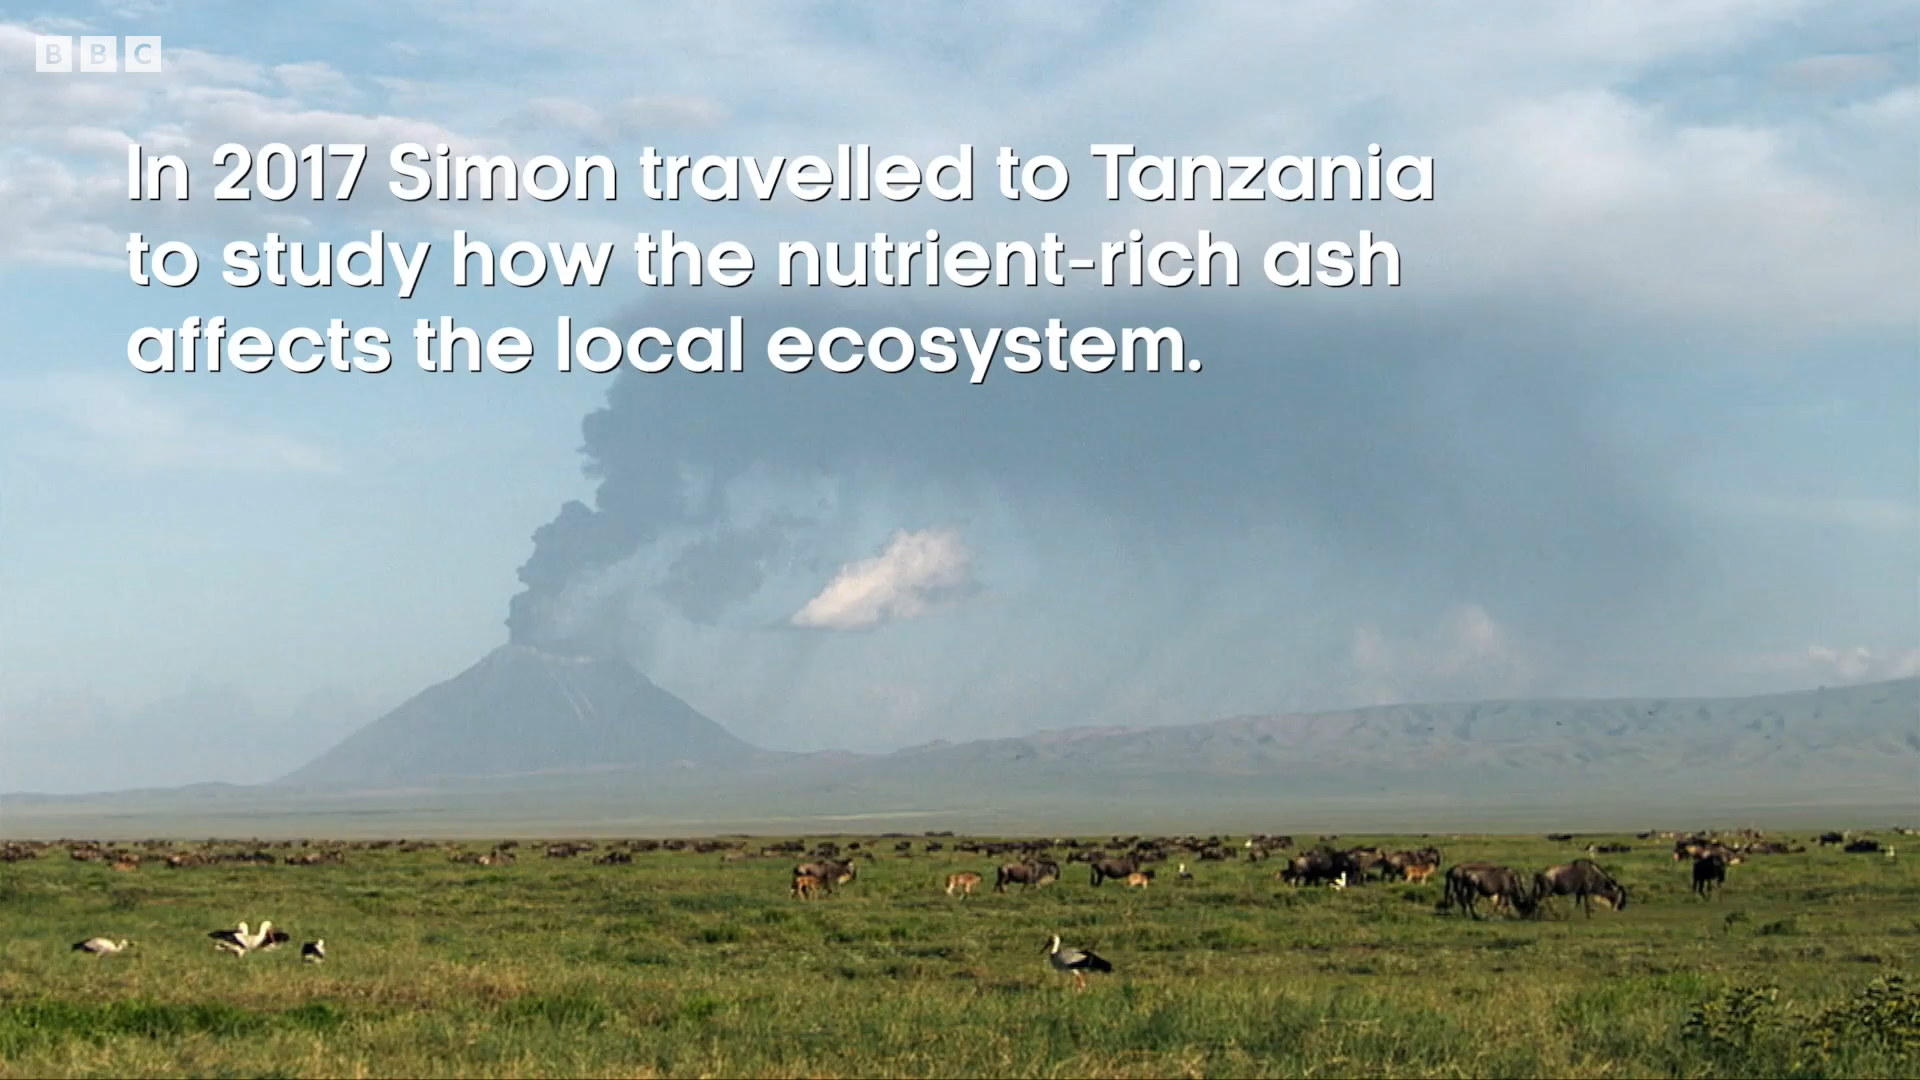 BBC
In 2017 Simon travelled to Tanzania
to study how the nutrient-rich ash
affects the local ecosystem.